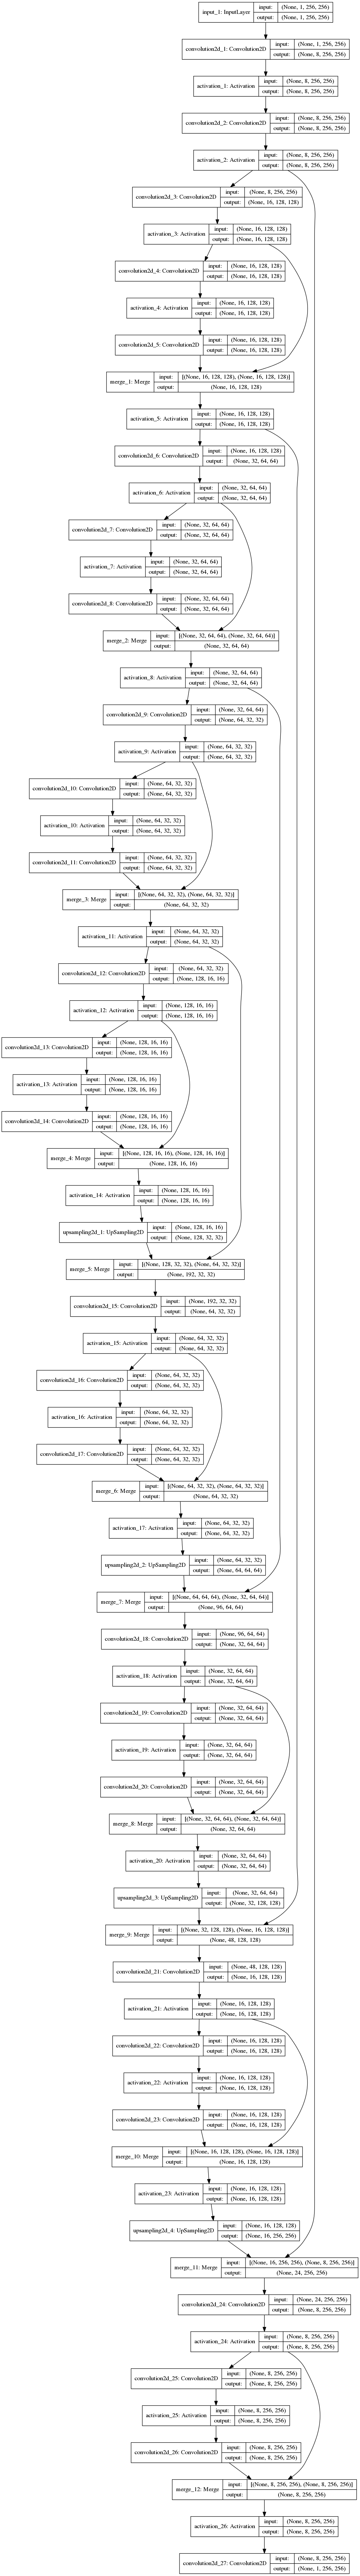 input_1: InputLayer
input: (None, 1, 256, 256)
output: (None, 1, 256, 256)
convolution2d_1: Convolution2D
input: (None, 1, 256, 256)
output: (None, 8, 256, 256)
activation_1: Activation
input: (None, 8, 256, 256)
output: (None, 8, 256, 256)
convolution2d_2: Convolution2D
input: (None, 8, 256, 256)
output: (None, 8, 256, 256)
activation_2: Activation
input: (None, 8, 256, 256)
output: (None, 8, 256, 256)
convolution2d_3: Convolution2D
input: (None, 8, 256, 256)
output: (None, 16, 128, 128)
activation_3: Activation
input: (None, 16, 128, 128)
output: (None, 16, 128, 128)
convolution2d_4: Convolution2D
input: (None, 16, 128, 128)
output: (None, 16, 128, 128)
activation_4: Activation
input: (None, 16, 128, 128)
output: (None, 16, 128, 128)
convolution2d_5: Convolution2D
input: (None, 16, 128, 128)
output: (None, 16, 128, 128)
merge_1: Merge
input: [(None, 16, 128, 128), (None, 16, 128, 128)]
output: (None, 16, 128, 128)
activation_5: Activation
input: (None, 16, 128, 128)
output: (None, 16, 128, 128)
convolution2d_6: Convolution2D
input: (None, 16, 128, 128)
output: (None, 32, 64, 64)
activation_6: Activation
input: (None, 32, 64, 64)
output: (None, 32, 64, 64)
convolution2d_7: Convolution2D
input: (None, 32, 64, 64)
output: (None, 32, 64, 64)
activation_7: Activation
input: (None, 32, 64, 64)
output: (None, 32, 64, 64)
convolution2d_8: Convolution2D
input: (None, 32, 64, 64)
output: (None, 32, 64, 64)
merge_2: Merge
input: [(None, 32, 64, 64), (None, 32, 64, 64)]
output: (None, 32, 64, 64)
activation_8: Activation
input: (None, 32, 64, 64)
output: (None, 32, 64, 64)
convolution2d_9: Convolution2D
input: (None, 32, 64, 64)
output: (None, 64, 32, 32)
activation_9: Activation
input: (None, 64, 32, 32)
output: (None, 64, 32, 32)
convolution2d_10: Convolution2D
input: (None, 64, 32, 32)
output: (None, 64, 32, 32)
activation_10: Activation
input: (None, 64, 32, 32)
output: (None, 64, 32, 32)
convolution2d_11: Convolution2D
input: (None, 64, 32, 32)
output: (None, 64, 32, 32)
merge_3: Merge
input: [(None, 64, 32, 32), (None, 64, 32, 32)]
output: (None, 64, 32, 32)
activation_11: Activation
input: (None, 64, 32, 32)
output: (None, 64, 32, 32)
convolution2d_12: Convolution2D
input: (None, 64, 32, 32)
output: (None, 128, 16, 16)
activation_12: Activation
input: (None, 128, 16, 16)
output: (None, 128, 16, 16)
convolution2d_13: Convolution2D
input: (None, 128, 16, 16)
output: (None, 128, 16, 16)
activation_13: Activation
input: (None, 128, 16, 16)
output: (None, 128, 16, 16)
convolution2d_14: Convolution2D
input: (None, 128, 16, 16)
output: (None, 128, 16, 16)
merge_4: Merge
input: [(None, 128, 16, 16), (None, 128, 16, 16)]
output: (None, 128, 16, 16)
activation_14: Activation
input: (None, 128, 16, 16)
output: (None, 128, 16, 16)
upsampling2d_1: UpSampling2D
input: (None, 128, 16, 16)
output: (None, 128, 32, 32)
merge_5: Merge
input: [(None, 128, 32, 32), (None, 64, 32, 32)]
output: (None, 192, 32, 32)
convolution2d_15: Convolution2D
input: (None, 192, 32, 32)
output: (None, 64, 32, 32)
activation_15: Activation
input: (None, 64, 32, 32)
output: (None, 64, 32, 32)
convolution2d_16: Convolution2D
input: (None, 64, 32, 32)
output: (None, 64, 32, 32)
activation_16: Activation
input: (None, 64, 32, 32)
output: (None, 64, 32, 32)
convolution2d_17: Convolution2D
input: (None, 64, 32, 32)
output: (None, 64, 32, 32)
merge_6: Merge
input: [(None, 64, 32, 32), (None, 64, 32, 32)]
output: (None, 64, 32, 32)
activation_17: Activation
input: (None, 64, 32, 32)
output: (None, 64, 32, 32)
upsampling2d_2: UpSampling2D
input: (None, 64, 32, 32)
output: (None, 64, 64, 64)
merge_7: Merge
input: [(None, 64, 64, 64), (None, 32, 64, 64)]
output: (None, 96, 64, 64)
convolution2d_18: Convolution2D
input: (None, 96, 64, 64)
output: (None, 32, 64, 64)
activation_18: Activation
input: (None, 32, 64, 64)
output: (None, 32, 64, 64)
convolution2d_19: Convolution2D
input: (None, 32, 64, 64)
output: (None, 32, 64, 64)
activation_19: Activation
input: (None, 32, 64, 64)
output: (None, 32, 64, 64)
convolution2d_20: Convolution2D
input: (None, 32, 64, 64)
output: (None, 32, 64, 64)
merge_8: Merge
input: [(None, 32, 64, 64), (None, 32, 64, 64)]
output: (None, 32, 64, 64)
activation_20: Activation
input: (None, 32, 64, 64)
output: (None, 32, 64, 64)
upsampling2d_3: UpSampling2D
input: (None, 32, 64, 64)
output: (None, 32, 128, 128)
merge_9: Merge
input: [(None, 32, 128, 128), (None, 16, 128, 128)]
output: (None, 48, 128, 128)
convolution2d_21: Convolution2D
input: (None, 48, 128, 128)
output: (None, 16, 128, 128)
activation_21: Activation
input: (None, 16, 128, 128)
output: (None, 16, 128, 128)
convolution2d_22: Convolution2D
input: (None, 16, 128, 128)
output: (None, 16, 128, 128)
activation_22: Activation
input: (None, 16, 128, 128)
output: (None, 16, 128, 128)
convolution2d_23: Convolution2D
input: (None, 16, 128, 128)
output: (None, 16, 128, 128)
merge_10: Merge
input: [(None, 16, 128, 128), (None, 16, 128, 128)]
output: (None, 16, 128, 128)
activation_23: Activation
input: (None, 16, 128, 128)
output: (None, 16, 128, 128)
upsampling2d_4: UpSampling2D
input: (None, 16, 128, 128)
output: (None, 16, 256, 256)
merge_11: Merge
input: [(None, 16, 256, 256), (None, 8, 256, 256)]
output: (None, 24, 256, 256)
convolution2d_24: Convolution2D
input: (None, 24, 256, 256)
output: (None, 8, 256, 256)
activation_24: Activation
input: (None, 8, 256, 256)
output: (None, 8, 256, 256)
convolution2d_25: Convolution2D
input: (None, 8, 256, 256)
output: (None, 8, 256, 256)
activation_25: Activation
input: (None, 8, 256, 256)
output: (None, 8, 256, 256)
convolution2d_26: Convolution2D
input: (None, 8, 256, 256)
output: (None, 8, 256, 256)
merge_12: Merge
input: [(None, 8, 256, 256), (None, 8, 256, 256)]
output: (None, 8, 256, 256)
activation_26: Activation
input: (None, 8, 256, 256)
output: (None, 8, 256, 256)
convolution2d_27: Convolution2D
input: (None, 8, 256, 256)
output: (None, 1, 256, 256)